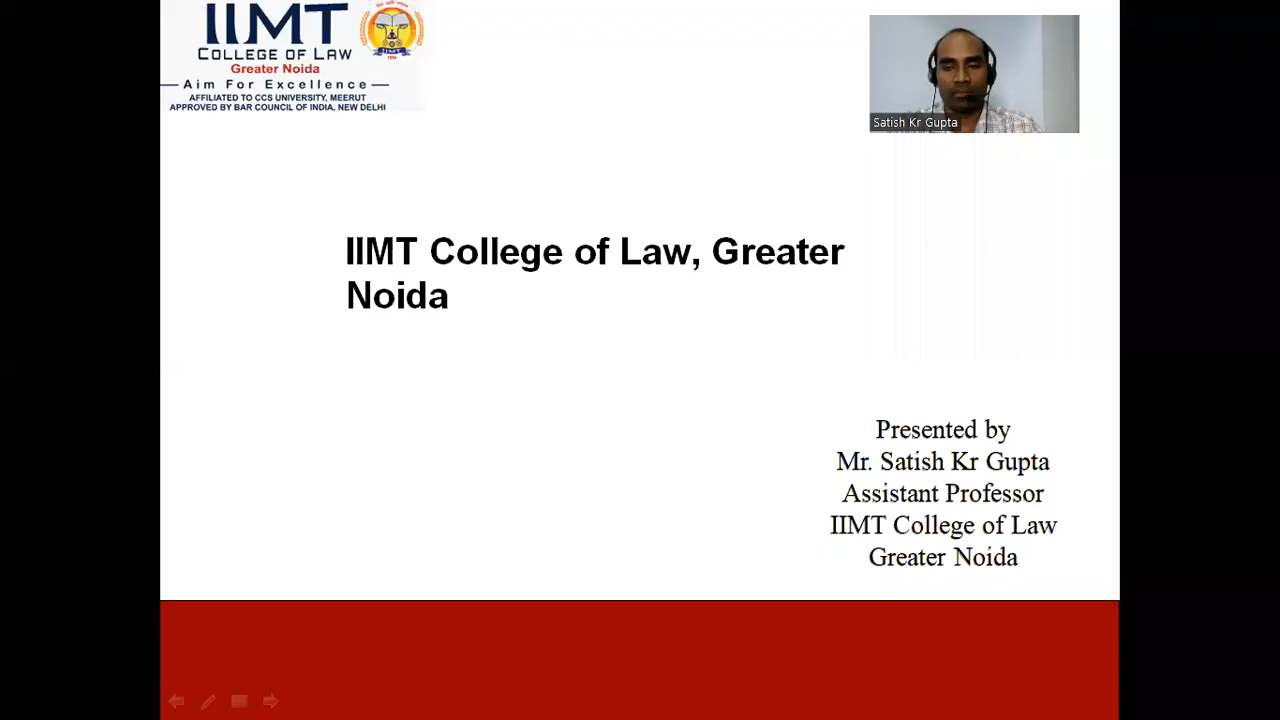 IIMT
COLLEGE OF LAW
Greater Noida
Aim For Excellence
AFFILIATED TO CCS UNIVERSITY, MEERUT
APPROVED BY BAR COUNCIL OF INDIA, NEW DELHI
IIMT
Satish Kr Gupta
IIMT College of Law, Greater
Noida
Presented by
Mr. Satish Kr Gupta
Assistant Professor
IIMT College of Law
Greater Noida